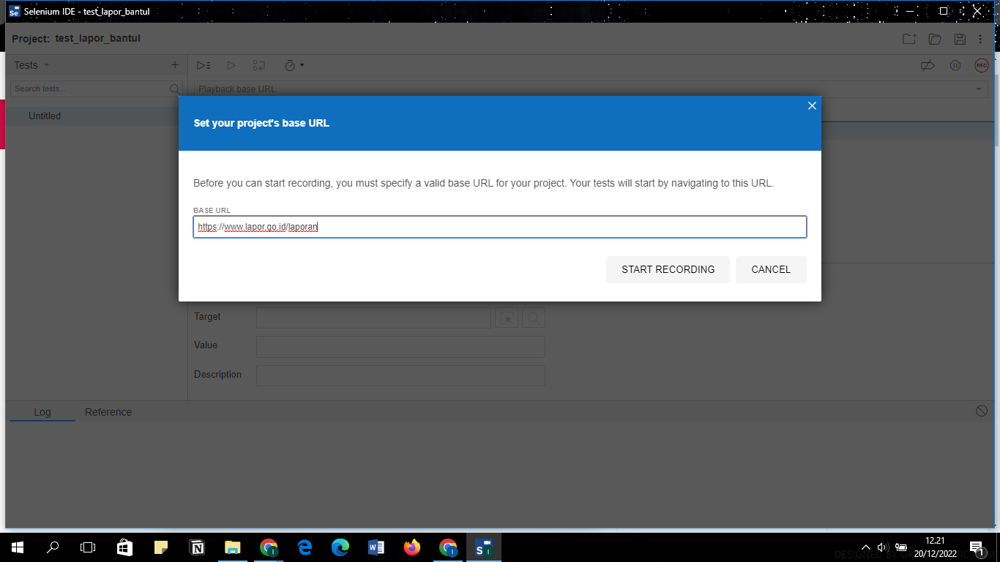 Selenium IDE - test_lapor_bantul
Project: test_lapor_bantul
Tests
REC
Search tests...
Playback base URL
Untitled
Set your project's base URL
Before you can start recording, you must specify a valid base URL for your project. Your tests will start by navigating to this URL.
BASE URL
https://www.lapor.go.id/laporan
START RECORDING
CANCEL
Target
Value
Description
Log
Reference
12.21
20/12/2022
1